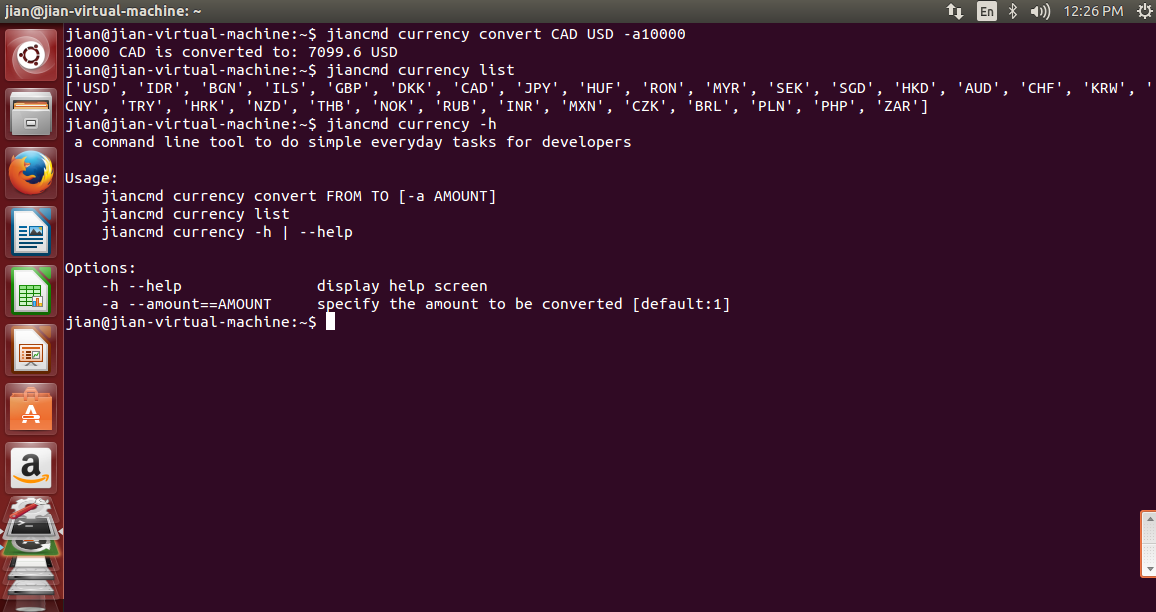 jian@jian-virtual-machine: ~
En
12:26 PM
jian@jian-virtual-machine:~$ jiancmd currency convert CAD USD -a10000
10000 CAD is converted to: 7099.6 USD
jian@jian-virtual-machine:~$ jiancmd currency list
['USD', 'IDR', 'BGN', 'ILS', 'GBP', 'DKK', 'CAD', 'JPY', 'HUF', 'RON', 'MYR', 'SEK', 'SGD', 'HKD', 'AUD', 'CHF', 'KRW', '
CNY', 'TRY', 'HRK', 'NZD', 'THB', 'NOK', 'RUB', 'INR', 'MXN', 'CZK', 'BRL', 'PLN', 'PHP', 'ZAR']
jian@jian-virtual-machine:~$ jiancmd currency -h
 a command line tool to do simple everyday tasks for developers
Usage:
    jiancmd currency convert FROM TO [-a AMOUNT]
    jiancmd currency list
    jiancmd currency -h | --help
Options:
    -h --help               display help screen
    -a --amount==AMOUNT     specify the amount to be converted [default:1]
jian@jian-virtual-machine:~$